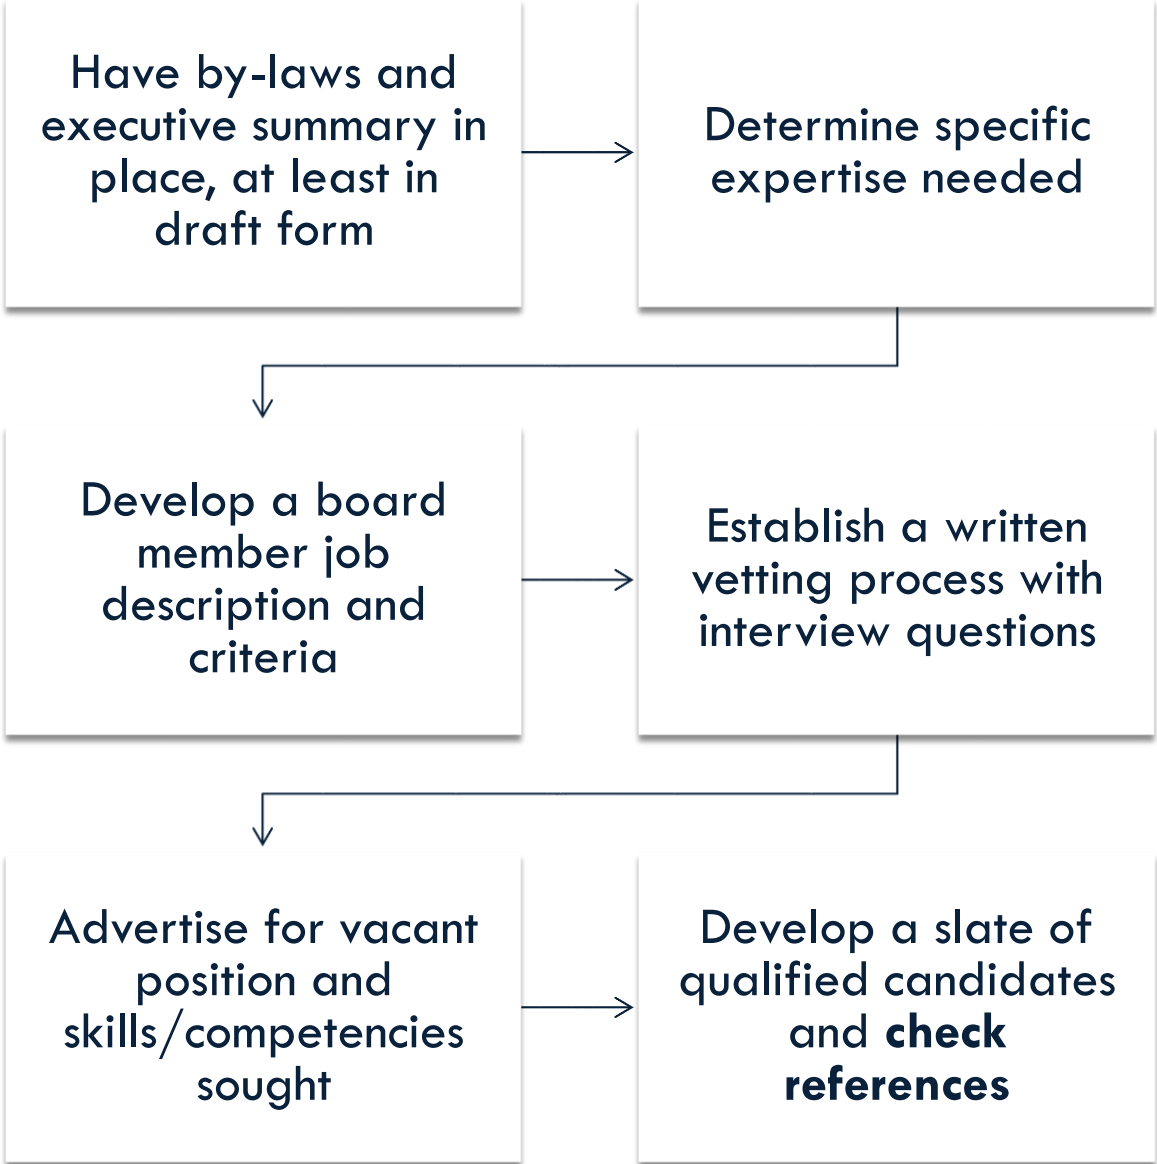 Have by-laws and
executive summary in
place, at least in
draft form
Determine specific
expertise needed
Develop a board
member job
description and
criteria
Establish a written
vetting process with
interview questions
Advertise for vacant
position and
skills/competencies
sought
Develop a slate of
qualified candidates
and check
references